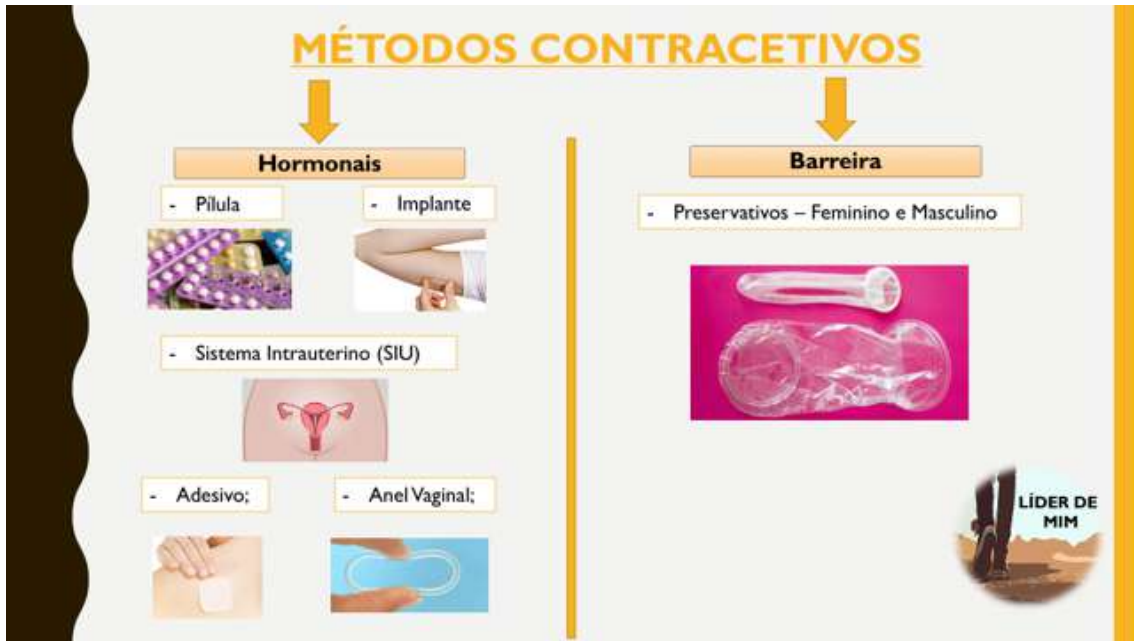 MÉTODOS CONTRACETIVOS
Hormonais
- Pílula
- Implante
- Sistema Intrauterino (SIU)
- Adesivo;
- Anel Vaginal;
Barreira
- Preservativos – Feminino e Masculino
LÍDER DE
MIM